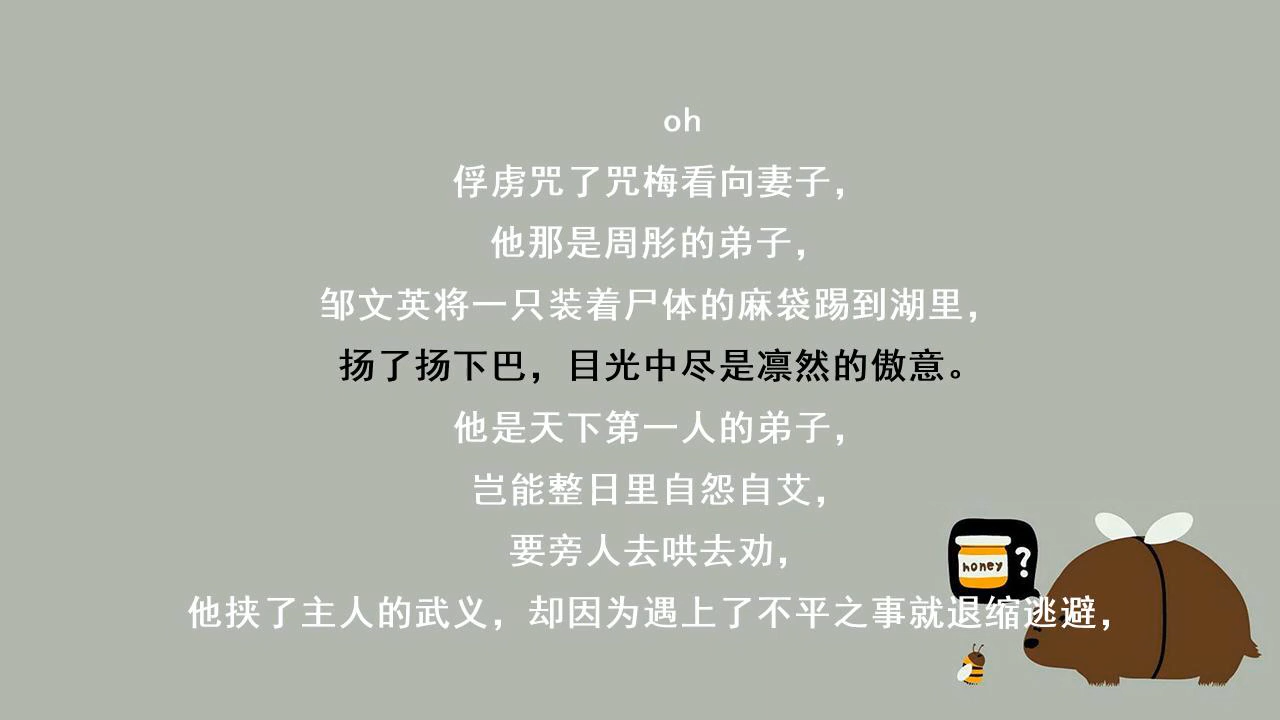 oh
俘虏咒了咒梅看向妻子，
他那是周彤的弟子，
邹文英将一只装着尸体的麻袋踢到湖里，
扬了扬下巴，目光中尽是凛然的傲意。
他是天下第一人的弟子，
岂能整日里自怨自艾，
要旁人去哄去劝，
他挟了主人的武义，却因为遇上了不平之事就退缩逃避，
honey
?